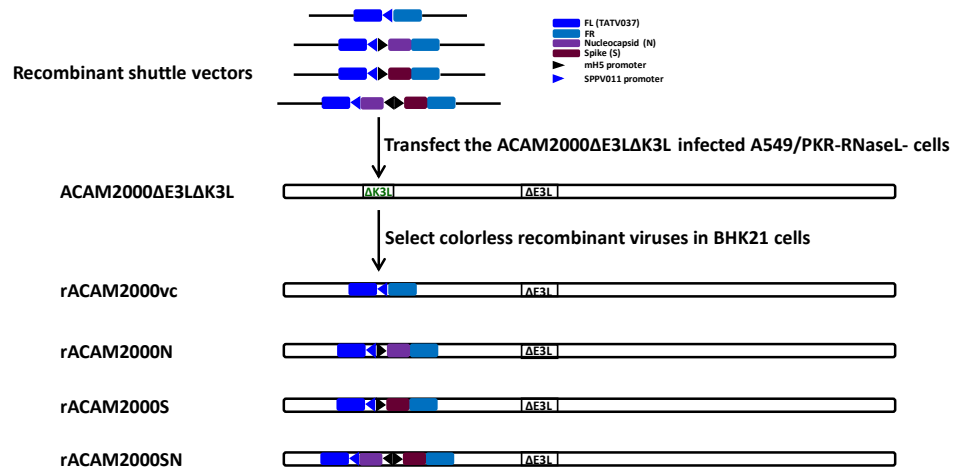 FL (TATV037)
FR
Nucleocapsid (N)
Spike (S)
mH5 promoter
SPPV011 promoter
Recombinant shuttle vectors
Transfect the ACAM2000ΔE3LΔK3L infected A549/PKR-RNaseL- cells
ACAM2000ΔE3LΔK3L
ΔK3L
ΔE3L
Select colorless recombinant viruses in BHK21 cells
rACAM2000vc
ΔE3L
rACAM2000N
ΔE3L
rACAM2000S
ΔE3L
rACAM2000SN
ΔE3L